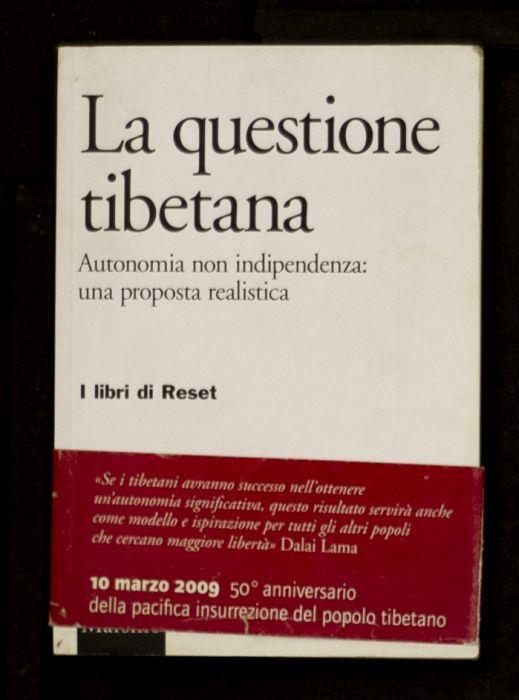 La questione
tibetana
Autonomia non indipendenza:
una proposta realistica
I libri di Reset
«Se i tibetani avranno successo nell'ottenere
un'autonomia significativa, questo risultato servirà anche
come modello e ispirazione per tutti gli altri popoli
che cercano maggiore libertà» Dalai Lama
10 marzo 2009 50° anniversario
della pacifica insurrezione del popolo tibetano